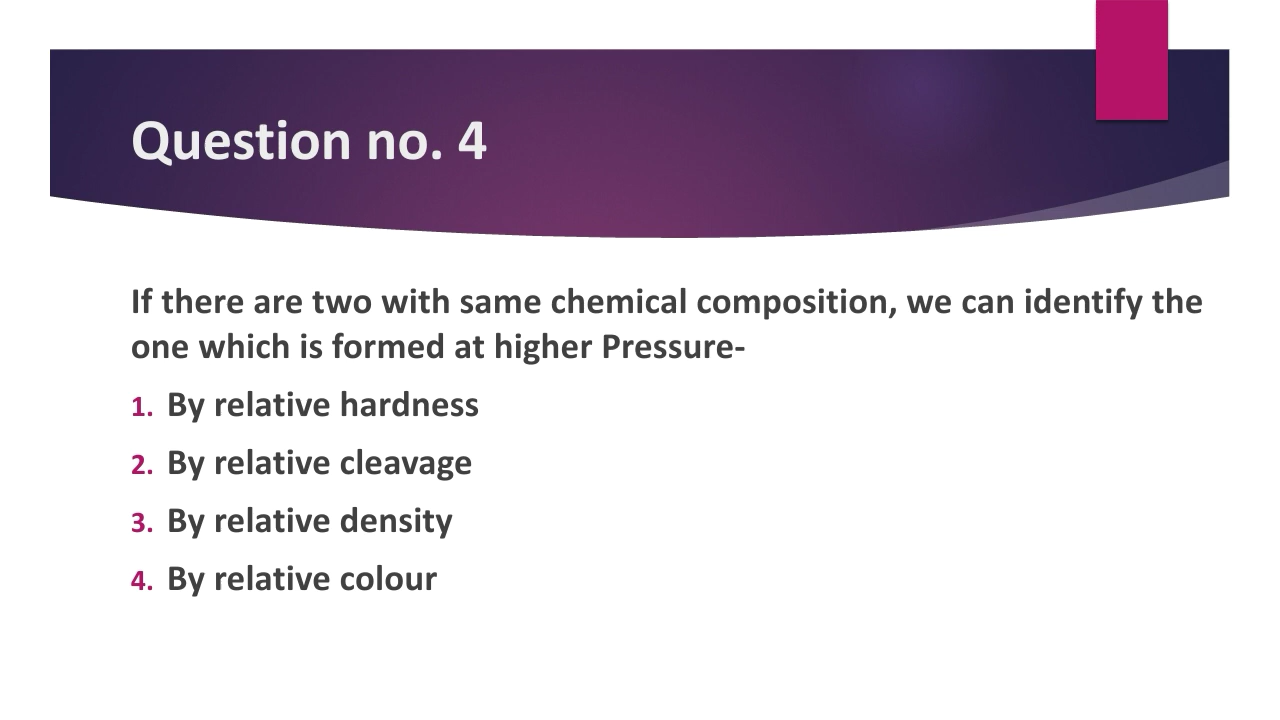 Question no. 4
If there are two with same chemical composition, we can identify the
one which is formed at higher Pressure-
1. By relative hardness
2. By relative cleavage
3. By relative density
4. By relative colour